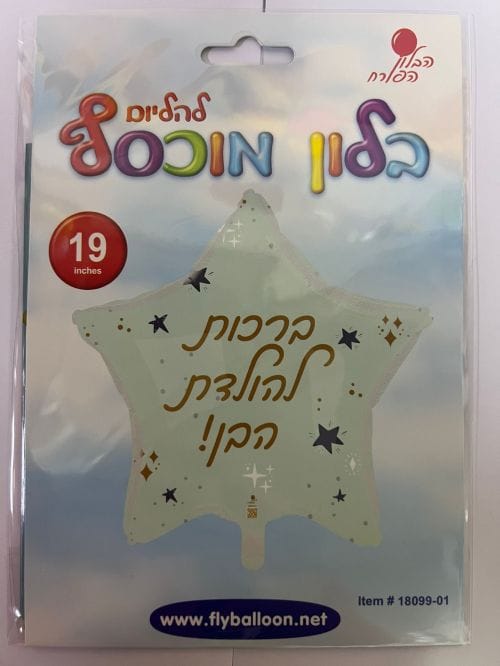 הבלון
הפורח
להליום
בלון מוכסף
19
inches
ברכות
להולדת
הבן!
Item # 18099-01
www.flyballoon.net